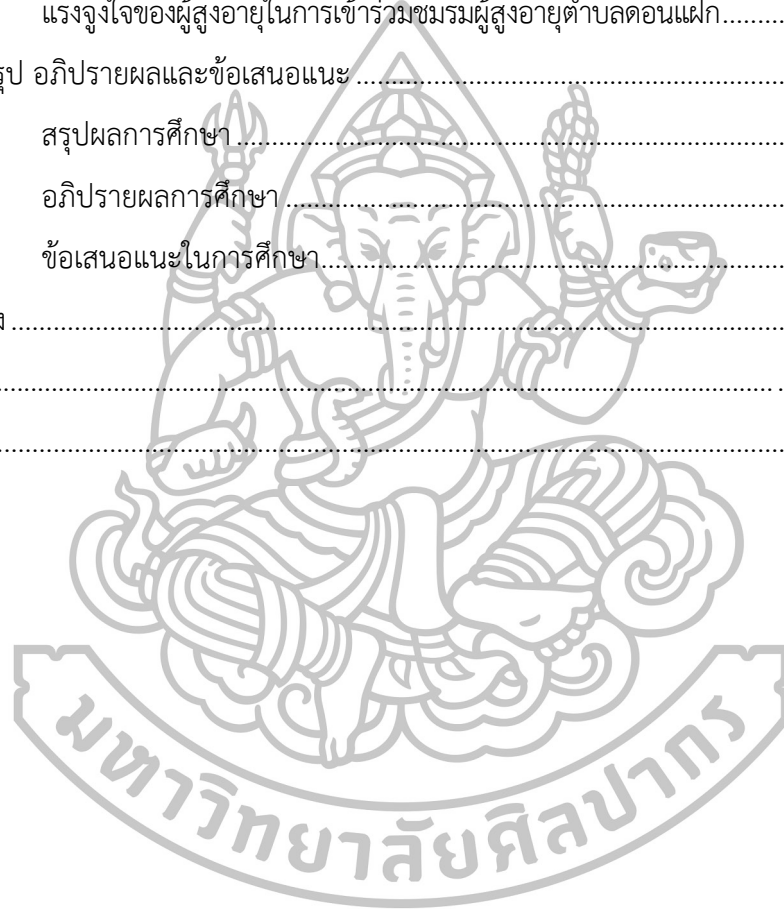 แรงจูงใจของผู้สูงอายุในการเข้าร่วมชมรมผู้สูงอายุตำบลดอนแฝก.........
อภิปรายผลและข้อเสนอแนะ ..............................................................
สรุปผลการศึกษา ................................................................................
อภิปรายผลการศึกษา .........................................................................
ข้อเสนอแนะในการศึกษา....................................................................
มหาวิทยาลัยศิลปากร